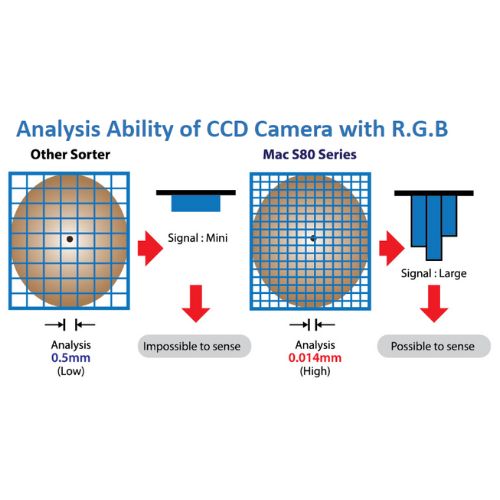 Analysis Ability of CCD Camera with R.G.B
Other Sorter
Mac S80 Series
Signal : Mini
Signal : Large
Analysis
0.5mm
(Low)
Impossible to sense
Analysis
0.014mm
(High)
Possible to sense